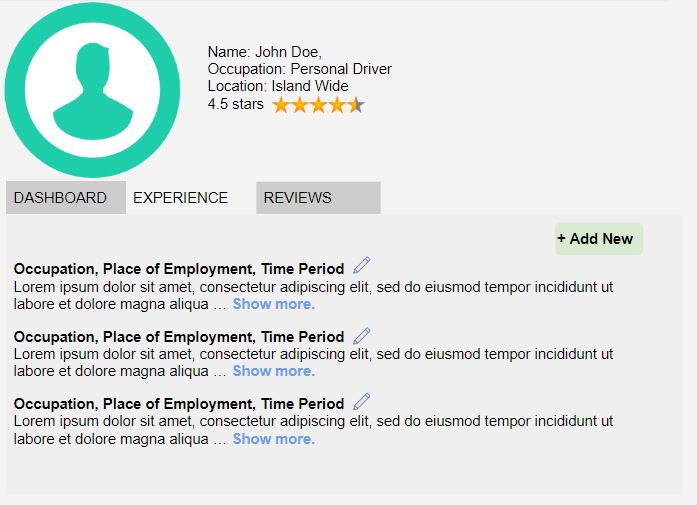 Name: John Doe,
Occupation: Personal Driver
Location: Island Wide
4.5 stars
DASHBOARD EXPERIENCE REVIEWS
+ Add New
Occupation, Place of Employment, Time Period
Lorem ipsum dolor sit amet, consectetur adipiscing elit, sed do eiusmod tempor incididunt ut
labore et dolore magna aliqua ... Show more.
Occupation, Place of Employment, Time Period
Lorem ipsum dolor sit amet, consectetur adipiscing elit, sed do eiusmod tempor incididunt ut
labore et dolore magna aliqua ... Show more.
Occupation, Place of Employment, Time Period
Lorem ipsum dolor sit amet, consectetur adipiscing elit, sed do eiusmod tempor incididunt ut
labore et dolore magna aliqua ... Show more.